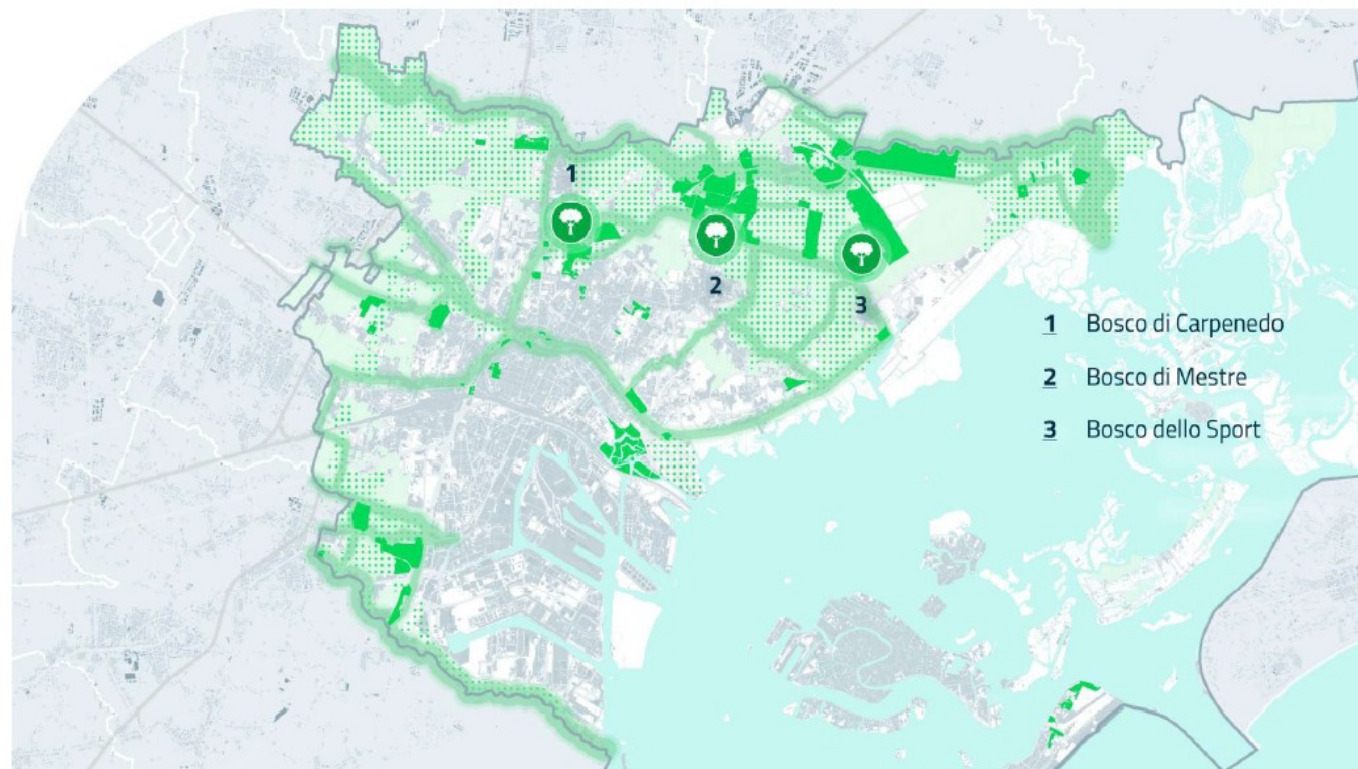 1
2
3
1 Bosco di Carpenedo
2 Bosco di Mestre
3 Bosco dello Sport